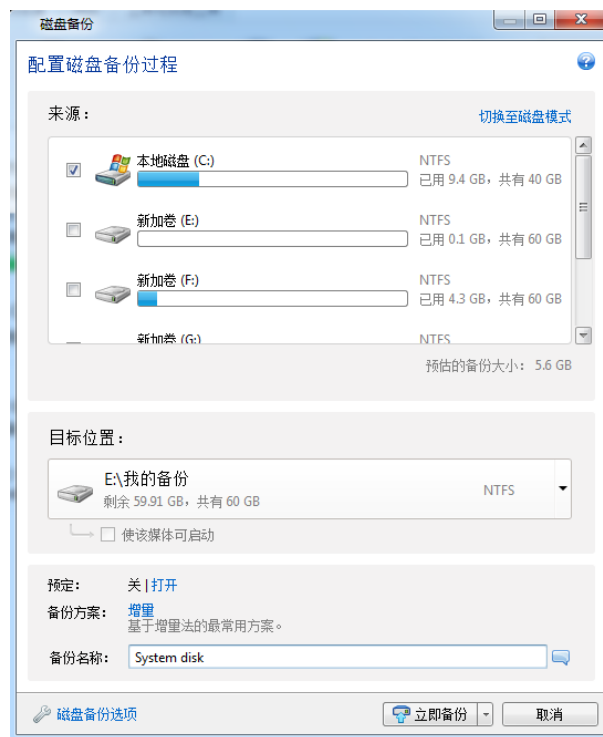 磁盘备份
配置磁盘备份过程
来源：
切换至磁盘模式
本地磁盘 (C:)
NTFS
已用 9.4 GB，共有 40 GB
新加卷 (E:)
NTFS
已用 0.1 GB，共有 60 GB
新加卷 (F:)
NTFS
已用 4.3 GB，共有 60 GB
新加卷 (G:)
NTFS
预估的备份大小： 5.6 GB
目标位置：
E:\我的备份
剩余 59.91 GB，共有 60 GB
NTFS
使该媒体可启动
预定： 关 | 打开
备份方案： 增量
基于增量法的最常用方案。
备份名称： System disk
磁盘备份选项
立即备份
取消